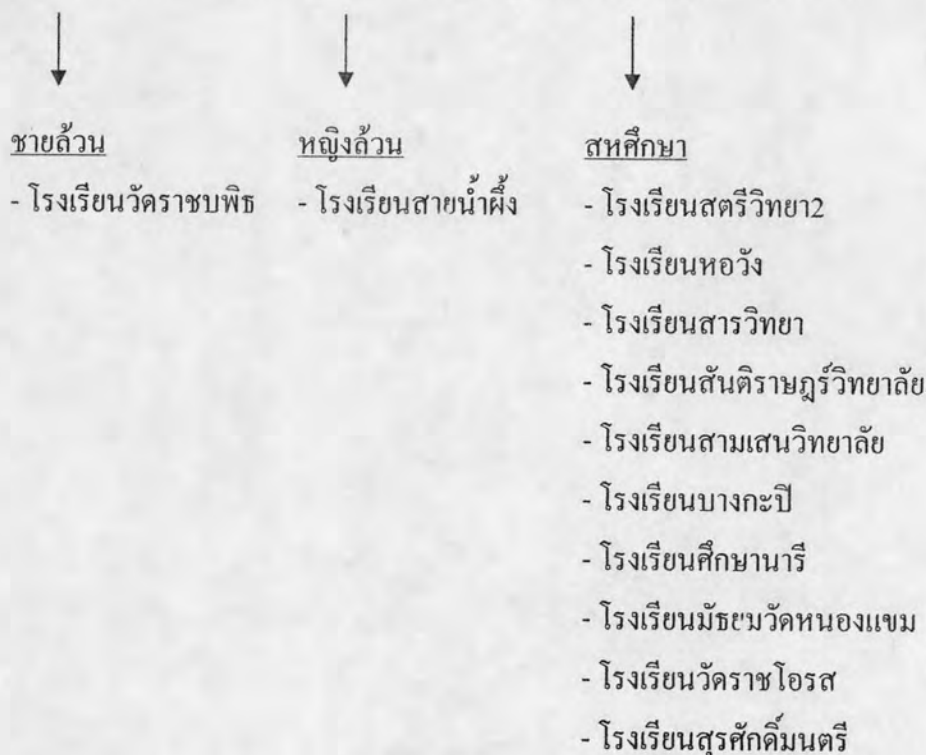 ชายล้วน
- โรงเรียนวัดราชบพิธ
หญิงล้วน
- โรงเรียนสายน้ำผึ้ง
สหศึกษา
- โรงเรียนสตรีวิทยา2
- โรงเรียนหอวัง
- โรงเรียนสารวิทยา
- โรงเรียนสันติราษฎร์วิทยาลัย
- โรงเรียนสามเสนวิทยาลัย
- โรงเรียนบางกะปิ
- โรงเรียนศึกษานารี
- โรงเรียนมัธยมวัดหนองแขม
- โรงเรียนวัดราชโอรส
- โรงเรียนสุรศักดิ์มนตรี